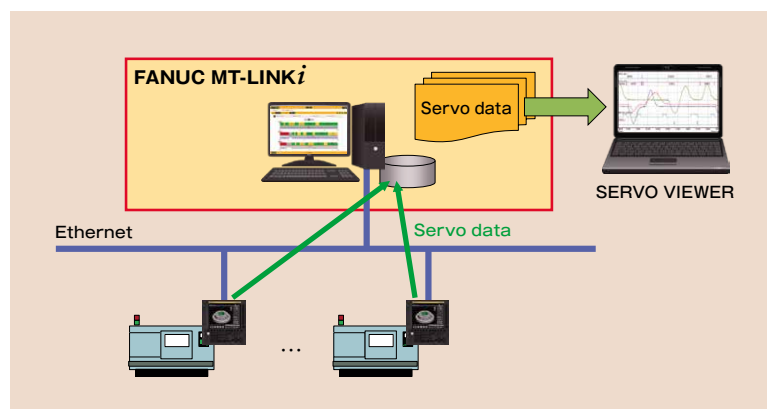 FANUC MT-LINKi
Servo data
SERVO VIEWER
Ethernet
Servo data
...